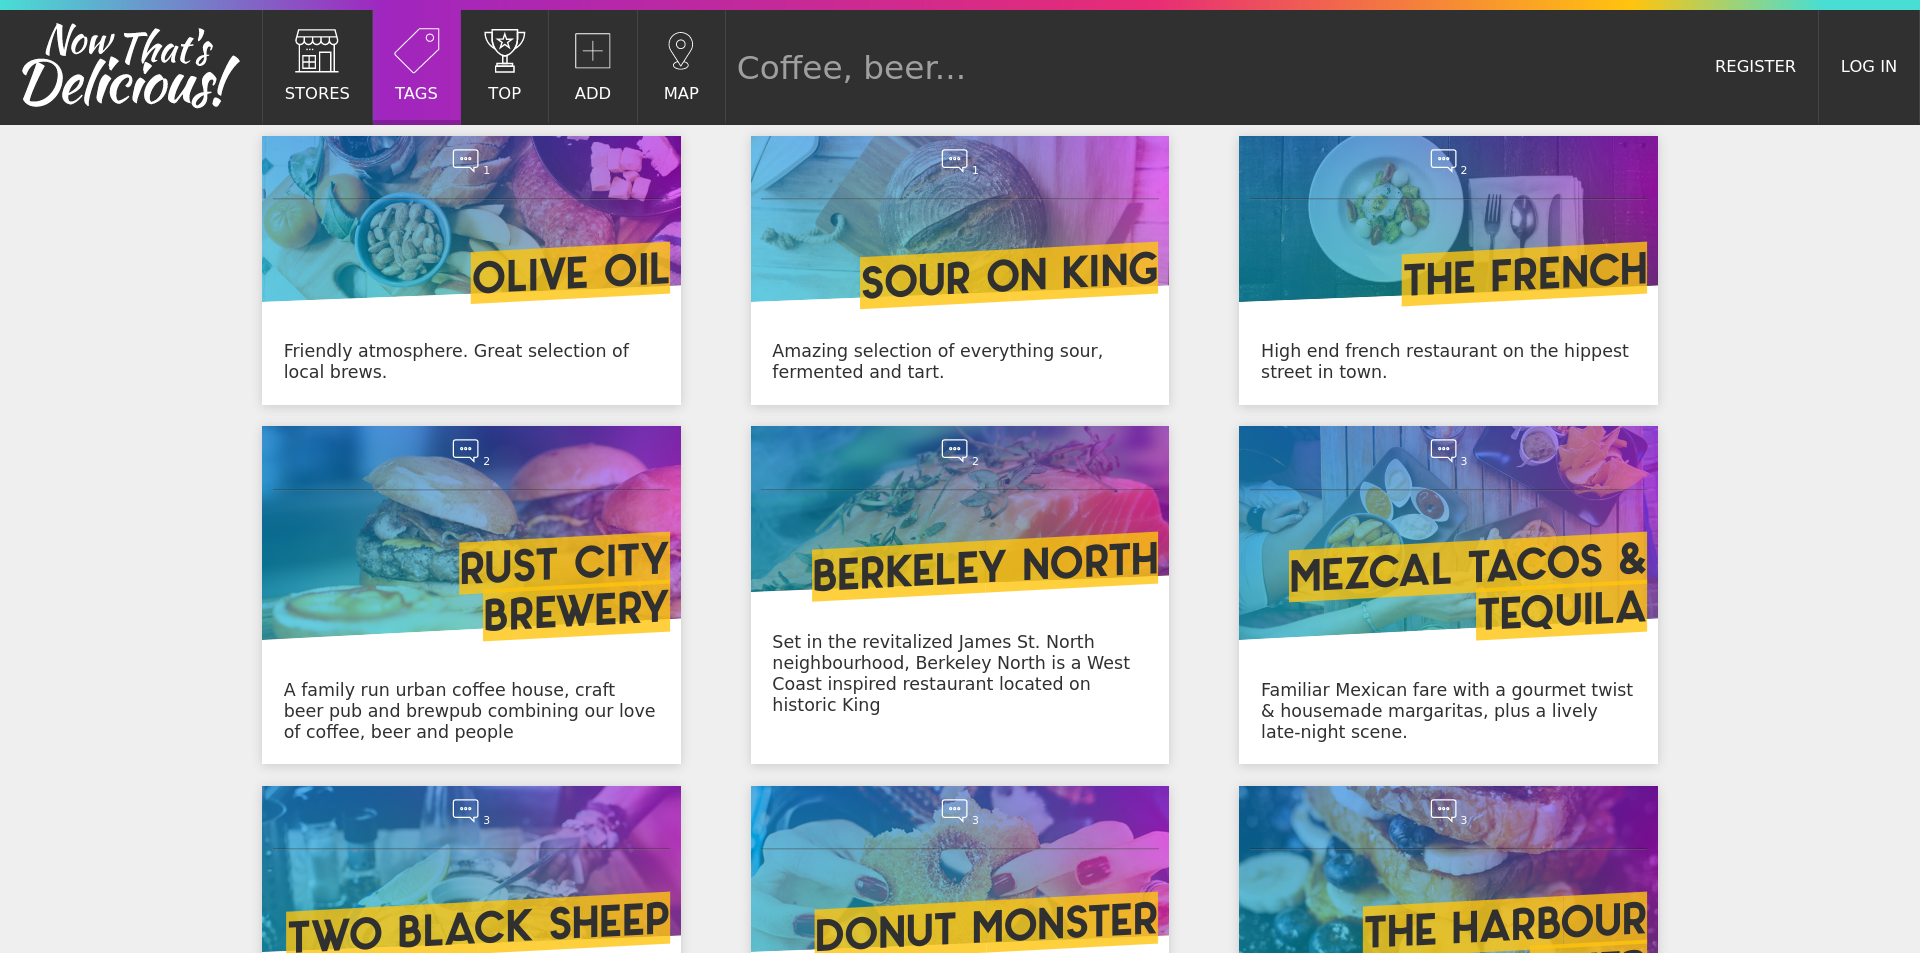 Now That's
Delicious!
STORES
TAGS
TOP
ADD
MAP
Coffee, beer...
REGISTER
LOG IN
1
OLIVE OIL
Friendly atmosphere. Great selection of
local brews.
1
SOUR ON KING
Amazing selection of everything sour,
fermented and tart.
2
THE FRENCH
High end french restaurant on the hippest
street in town.
2
RUST CITY
BREWERY
A family run urban coffee house, craft
beer pub and brewpub combining our love
of coffee, beer and people
2
BERKELEY NORTH
Set in the revitalized James St. North
neighbourhood, Berkeley North is a West
Coast inspired restaurant located on
historic King
3
MEZCAL TACOS &
TEQUILA
Familiar Mexican fare with a gourmet twist
& housemade margaritas, plus a lively
late-night scene.
3
TWO BLACK SHEEP
3
DONUT MONSTER
3
THE HARBOUR